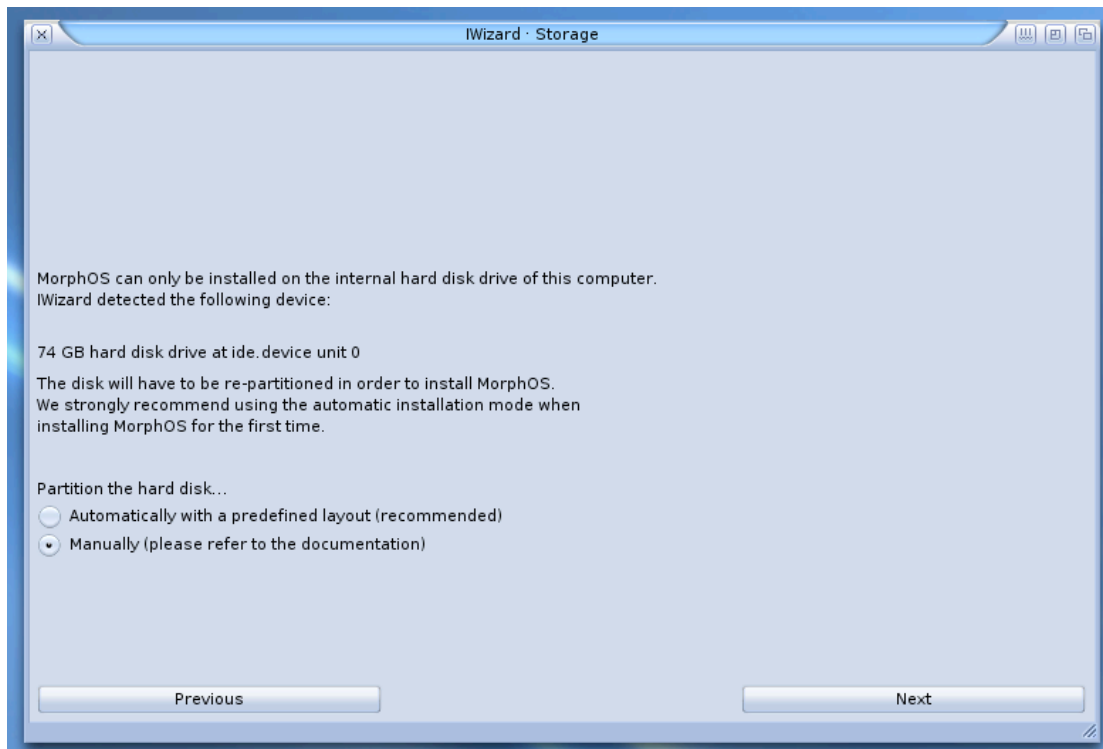 IWizard · Storage
MorphOS can only be installed on the internal hard disk drive of this computer.
IWizard detected the following device:
74 GB hard disk drive at ide.device unit 0
The disk will have to be re-partitioned in order to install MorphOS.
We strongly recommend using the automatic installation mode when
installing MorphOS for the first time.
Partition the hard disk...
Automatically with a predefined layout (recommended)
Manually (please refer to the documentation)
Previous
Next